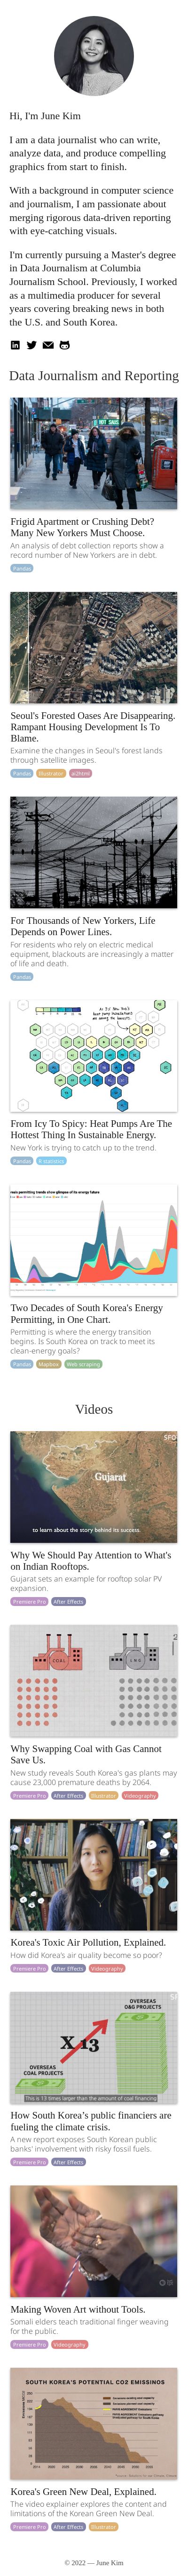 Hi, I'm June Kim
I am a data journalist who can write,
analyze data, and produce compelling
graphics from start to finish.
With a background in computer science
and journalism, I am passionate about
merging rigorous data-driven reporting
with eye-catching visuals.
I'm currently pursuing a Master's degree
in Data Journalism at Columbia
Journalism School. Previously, I worked
as a multimedia producer for several
years covering breaking news in both
the U.S. and South Korea.
Data Journalism and Reporting
Frigid Apartment or Crushing Debt?
Many New Yorkers Must Choose.
An analysis of debt collection reports show a
record number of New Yorkers are in debt.
Pandas
Seoul's Forested Oases Are Disappearing.
Rampant Housing Development Is To
Blame.
Examine the changes in Seoul's forest lands
through satellite images.
Pandas Illustrator ai2html
For Thousands of New Yorkers, Life
Depends on Power Lines.
For residents who rely on electric medical
equipment, blackouts are increasingly a matter
of life and death.
Pandas
From Icy To Spicy: Heat Pumps Are The
Hottest Thing In Sustainable Energy.
New York is trying to catch up to the trend.
Pandas R statistics
Two Decades of South Korea's Energy
Permitting, in One Chart.
Permitting is where the energy transition
begins. Is South Korea on track to meet its
clean-energy goals?
Pandas Mapbox Web scraping
Videos
SFO
Gujarat
to learn about the story behind its success.
Why We Should Pay Attention to What's
on Indian Rooftops.
Gujarat sets an example for rooftop solar PV
expansion.
Premiere Pro After Effects
COAL LNG
Why Swapping Coal with Gas Cannot
Save Us.
New study reveals South Korea's gas plants may
cause 23,000 premature deaths by 2064.
Premiere Pro After Effects Illustrator Videography
Korea's Toxic Air Pollution, Explained.
How did Korea's air quality become so poor?
Premiere Pro After Effects Videography
OVERSEAS
O&G PROJECTS
X 13
OVERSEAS
COAL PROJECTS
This is 13 times larger than the amount of coal financing
How South Korea's public financiers are
fueling the climate crisis.
A new report exposes South Korean public
banks' involvement with risky fossil fuels.
Premiere Pro After Effects
Making Woven Art without Tools.
Somali elders teach traditional finger weaving
for the public.
Premiere Pro Videography
SOUTH KOREA'S POTENTIAL CO2 EMISSINOS
Korea's Green New Deal, Explained.
The video explainer explores the content and
limitations of the Korean Green New Deal.
Premiere Pro After Effects Illustrator
© 2022 — June Kim